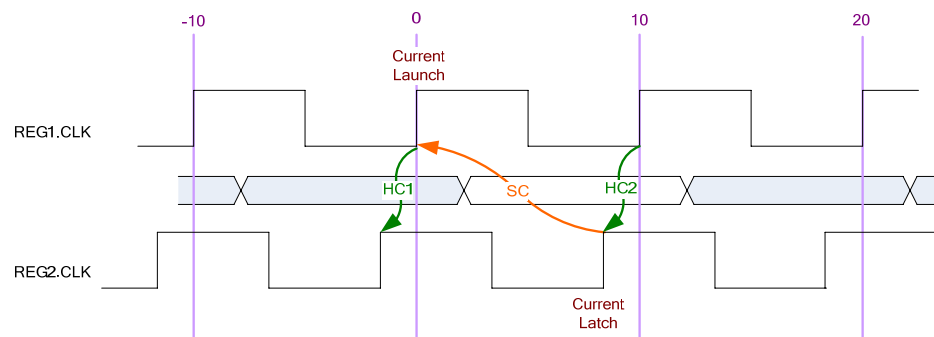 -10
0
10
20
Current
Launch
REG1.CLK
HC1
SC
HC2
REG2.CLK
Current
Latch